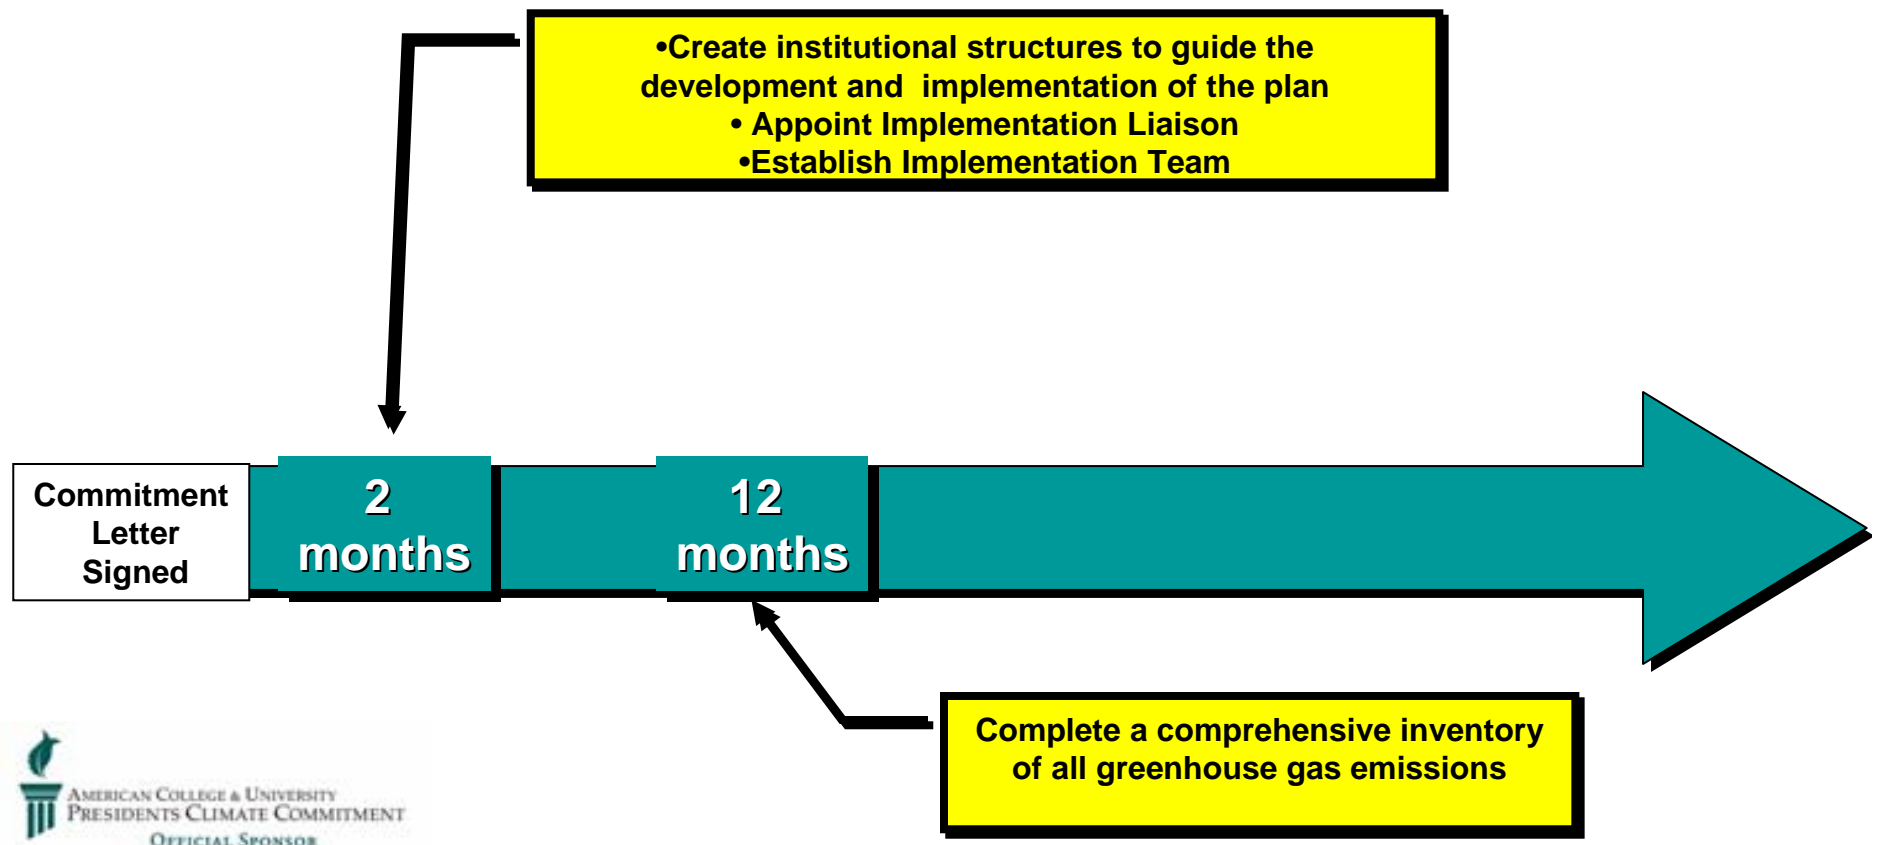 •Create institutional structures to guide the
development and implementation of the plan
• Appoint Implementation Liaison
•Establish Implementation Team
Commitment
Letter
Signed
2
months
12
months
Complete a comprehensive inventory
of all greenhouse gas emissions
AMERICAN COLLEGE & UNIVERSITY
PRESIDENTS CLIMATE COMMITMENT
OFFICIAL SPONSOR